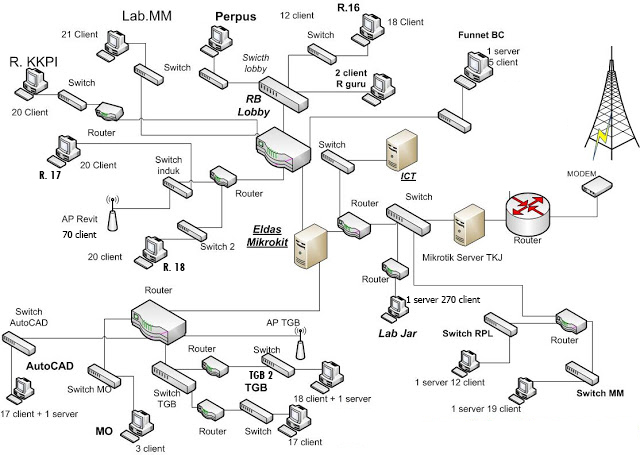 Lab.MM
21 Client
Switch
R. KKPI
Switch
20 Client
Router
Perpus
Swicth
lobby
12 client
Switch
R.16
18 Client
2 client
R guru
RB
Lobby
Funnet BC
1 server
5 client
R. 17
20 Client
Switch
induk
Router
AP Revit
70 client
Switch 2
20 client
R. 18
Switch
ICT
Eldas
Mikrokit
Router
Switch
Mikrotik Server TKJ
Router
MODEM
Router
1 server 270 client
Lab Jar
Switch RPL
Router
1 server 12 client
Switch MM
1 server 19 client
Router
Switch
AutoCAD
AutoCAD
17 client + 1 server
Switch MO
MO
3 client
AP TGB
Router
Switch
TGB 2
TGB
Switch
TGB
18 client + 1 server
Router
Switch
17 client